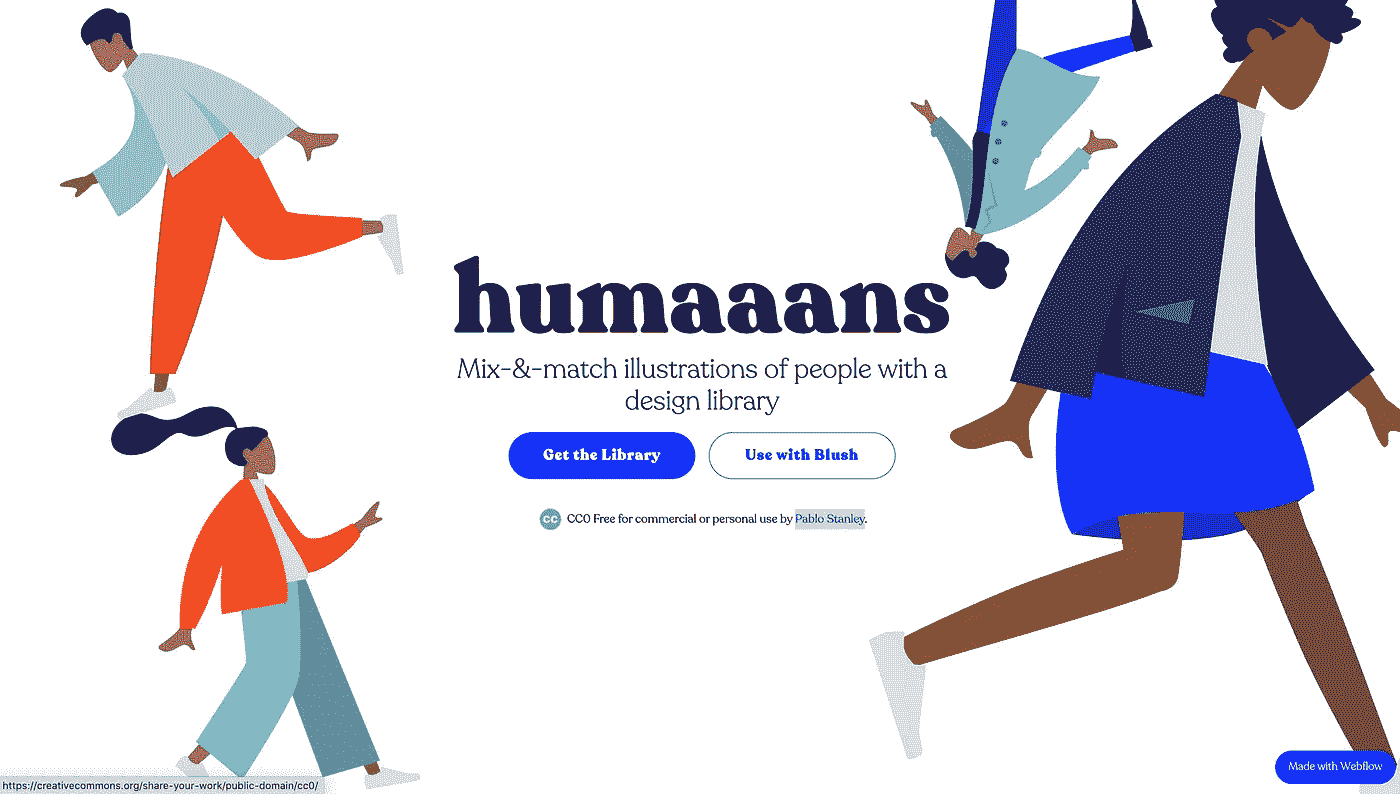 humaaans
Mix-&-match illustrations of people with a
design library
Get the Library
Use with Blush
CC CC0 Free for commercial or personal use by Pablo Stanley.
Made with Webflow
https://creativecommons.org/share-your-work/public-domain/cc0/